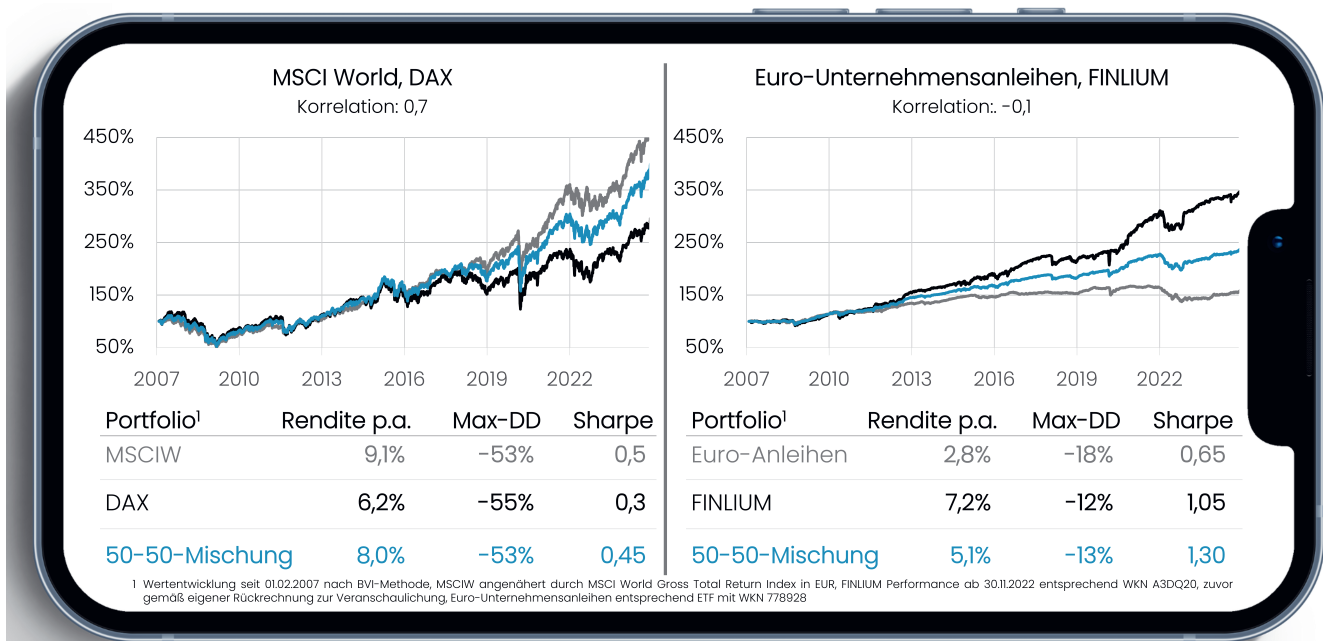 MSCI World, DAX
Korrelation: 0,7
450%
350%
250%
150%
50%
2007 2010 2013 2016 2019 2022
Portfolio¹ Rendite p.a. Max-DD Sharpe
MSCIW 9,1% -53% 0,5
DAX 6,2% -55% 0,3
50-50-Mischung 8,0% -53% 0,45
Euro-Unternehmensanleihen, FINLIUM
Korrelation:. -0,1
450%
350%
250%
150%
50%
2007 2010 2013 2016 2019 2022
Portfolio¹ Rendite p.a. Max-DD Sharpe
Euro-Anleihen 2,8% -18% 0,65
FINLIUM 7,2% -12% 1,05
50-50-Mischung 5,1% -13% 1,30
1 Wertentwicklung seit 01.02.2007 nach BVI-Methode, MSCIW angenähert durch MSCI World Gross Total Return Index in EUR, FINLIUM Performance ab 30.11.2022 entsprechend WKN A3DQ20, zuvor
gemäß eigener Rückrechnung zur Veranschaulichung, Euro-Unternehmensanleihen entsprechend ETF mit WKN 778928